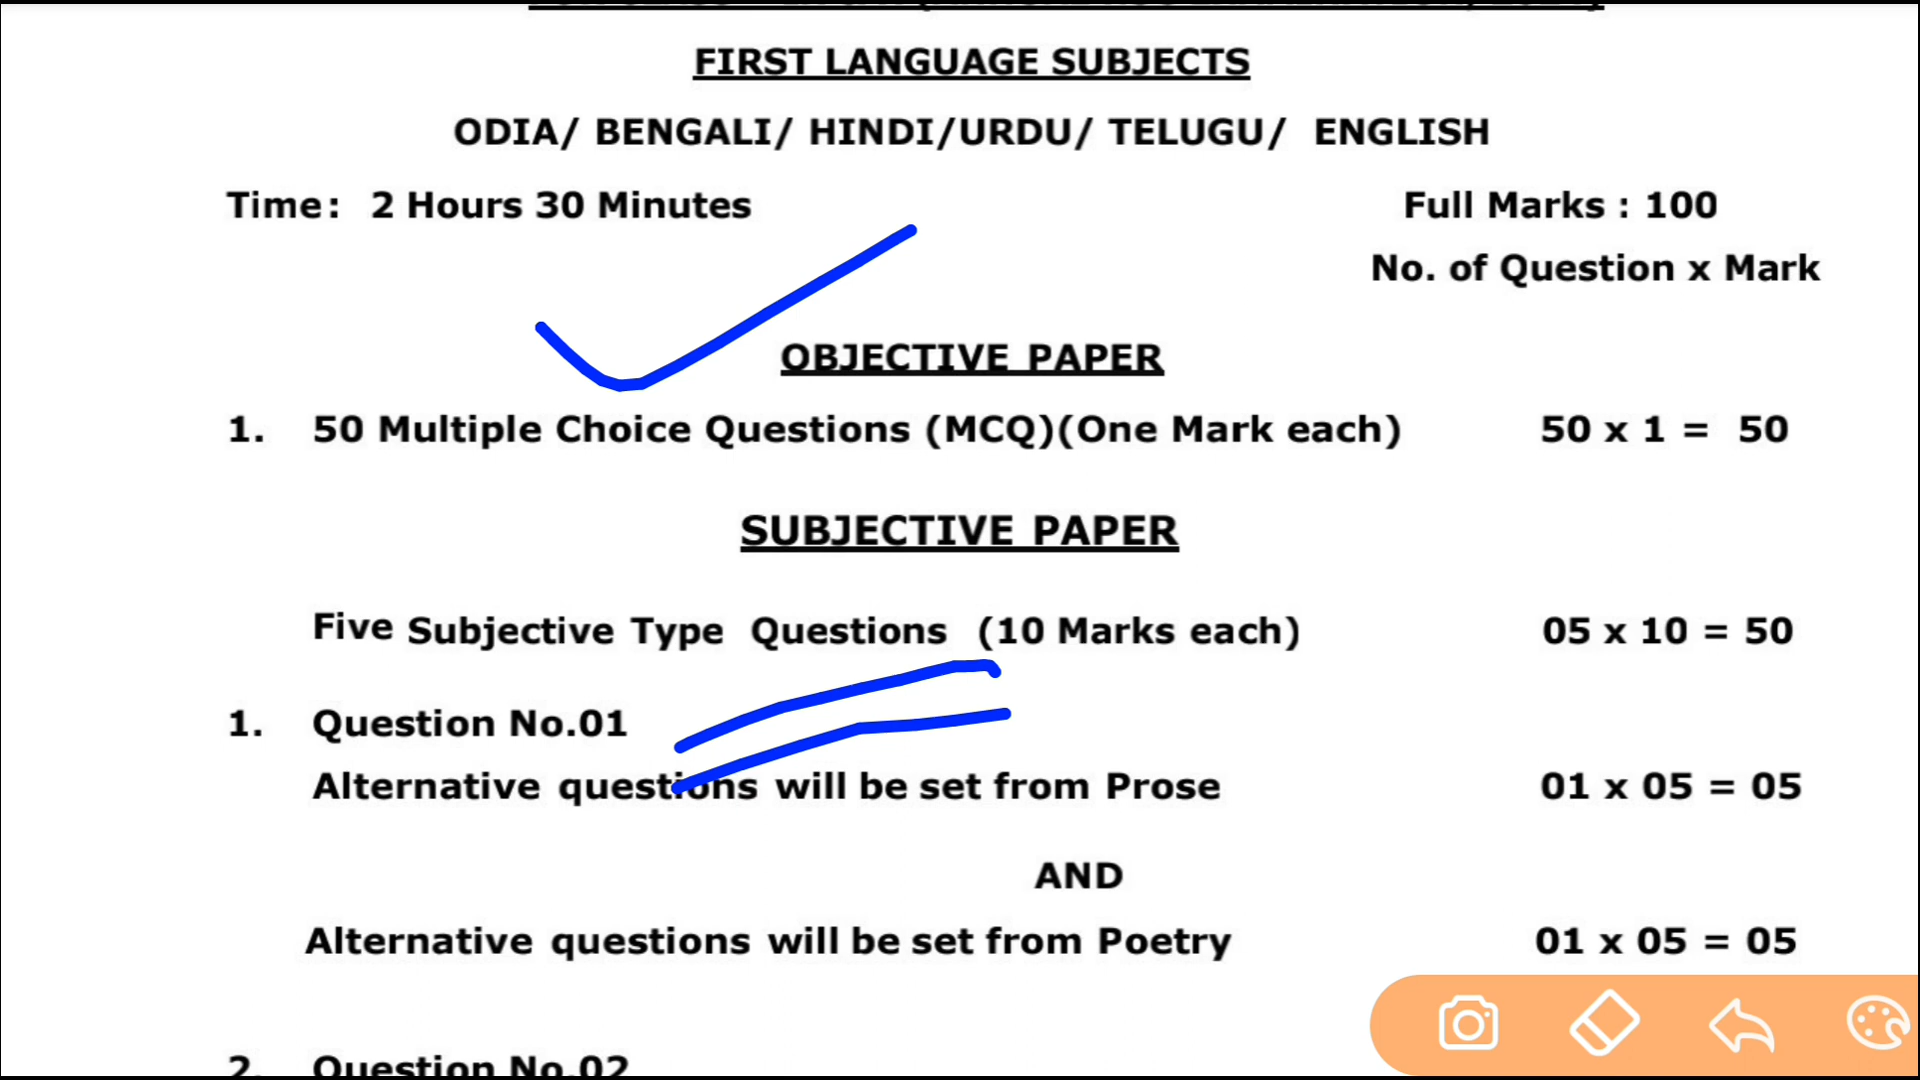 FIRST LANGUAGE SUBJECTS
ODIA/ BENGALI/ HINDI/URDU/ TELUGU/ ENGLISH
Time: 2 Hours 30 Minutes Full Marks : 100
No. of Question x Mark
OBJECTIVE PAPER
1. 50 Multiple Choice Questions (MCQ)(One Mark each) 50 x 1 = 50
SUBJECTIVE PAPER
Five Subjective Type Questions (10 Marks each) 05 x 10 = 50
1. Question No.01
Alternative questions will be set from Prose 01 x 05 = 05
AND
Alternative questions will be set from Poetry 01 x 05 = 05
2. Question No.02